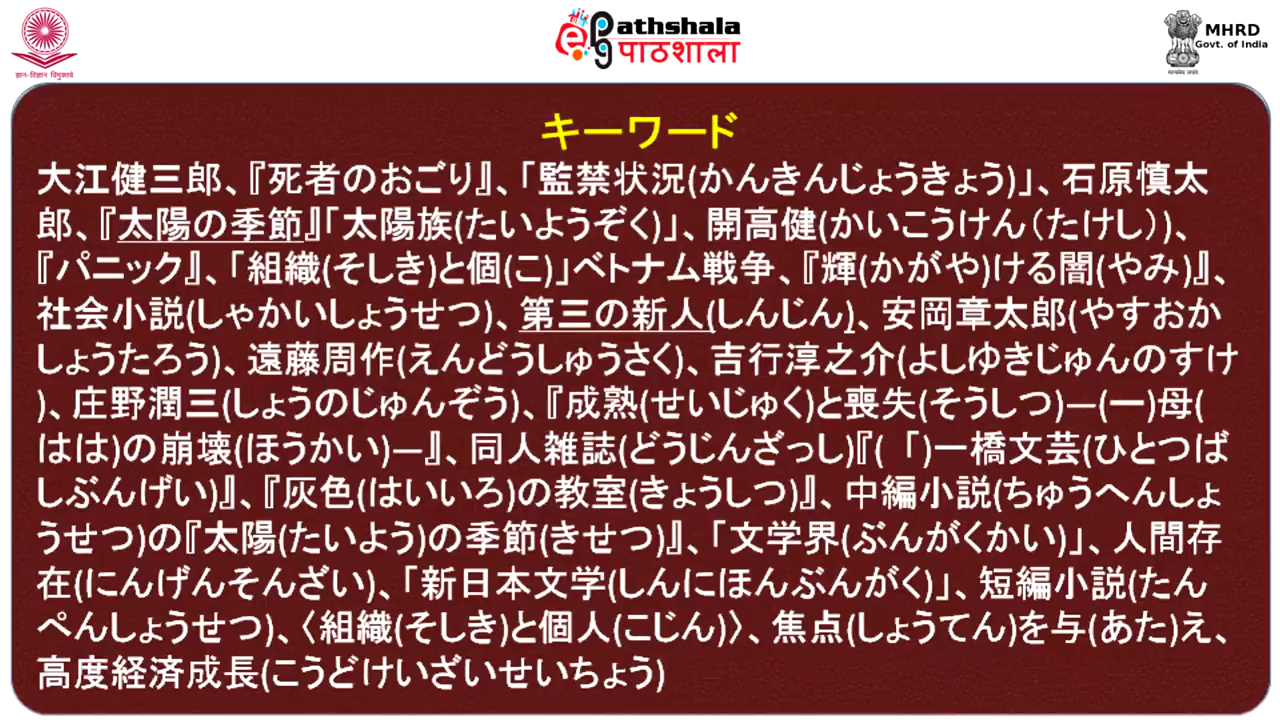 ज्ञान-विज्ञान विमुक्तये
ePg Pathshala
पाठशाला
MHRD
Govt. of India
सत्यमेव जयते
キーワード
大江健三郎、『死者のおごり』、「監禁状況(かんきんじょうきょう)」、石原慎太
郎、『太陽の季節』「太陽族(たいようぞく)」、開高健(かいこうけん（たけし）)、
『パニック』、「組織(そしき)と個(こ)」ベトナム戦争、『輝(かがや)ける闇(やみ)』、
社会小説(しゃかいしょうせつ)、第三の新人(しんじん)、安岡章太郎(やすおか
しょうたろう)、遠藤周作(えんどうしゅうさく)、吉行淳之介(よしゆきじゅんのすけ
)、庄野潤三(しょうのじゅんぞう)、『成熟(せいじゅく)と喪失(そうしつ)―(一)母(
はは)の崩壊(ほうかい)―』、同人雑誌(どうじんざっし)『(「)一橋文芸(ひとつば
しぶんげい)』、『灰色(はいいろ)の教室(きょうしつ)』、中編小説(ちゅうへんしょ
うせつ)の『太陽(たいよう)の季節(きせつ)』、「文学界(ぶんがくかい)」、人間存
在(にんげんそんざい)、「新日本文学(しんにほんぶんがく)」、短編小説(たん
ぺんしょうせつ)、〈組織(そしき)と個人(こじん)〉、焦点(しょうてん)を与(あた)え、
高度経済成長(こうどけいざいせいちょう)